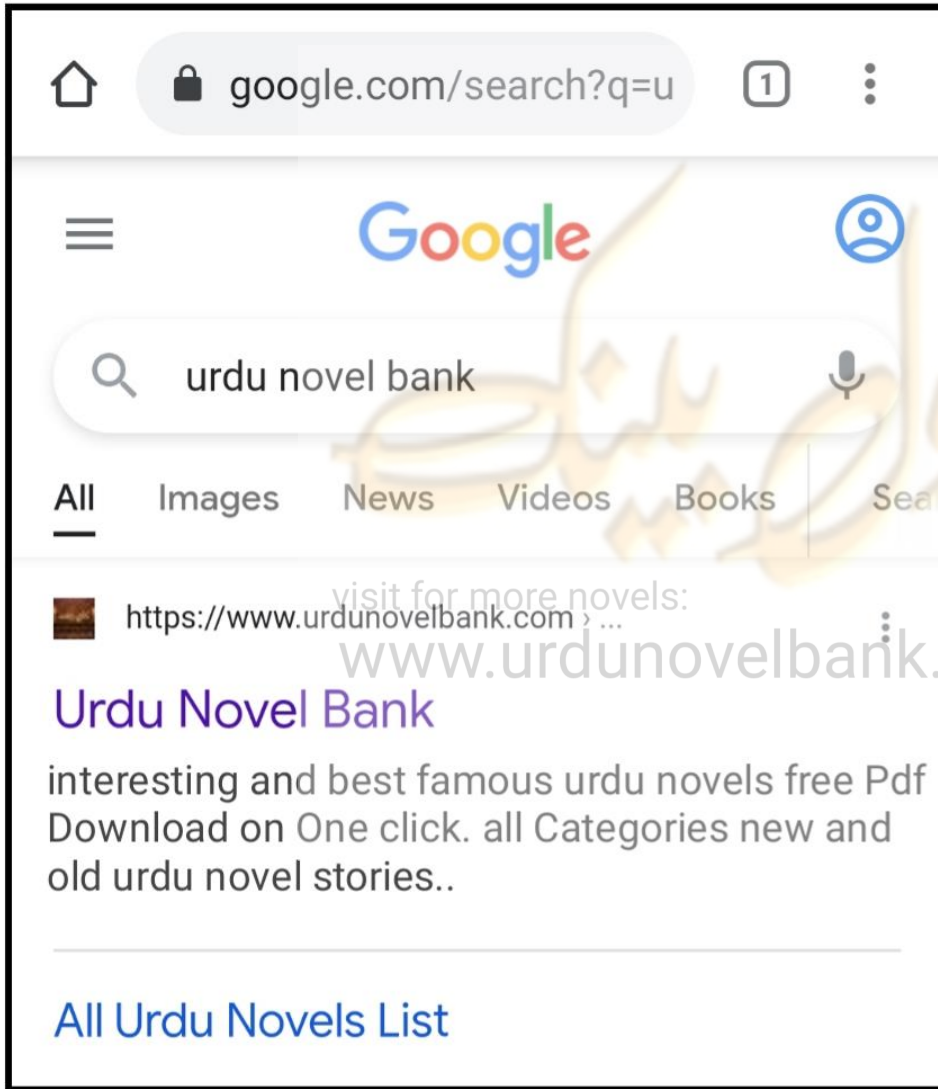 google.com/search?q=u
1
Google
urdu novel bank
All Images News Videos Books Sea
https://www.urdunovelbank.com › ...
visit for more novels:
www.urdunovelbank.
Urdu Novel Bank
interesting and best famous urdu novels free Pdf
Download on One click. all Categories new and
old urdu novel stories..
All Urdu Novels List